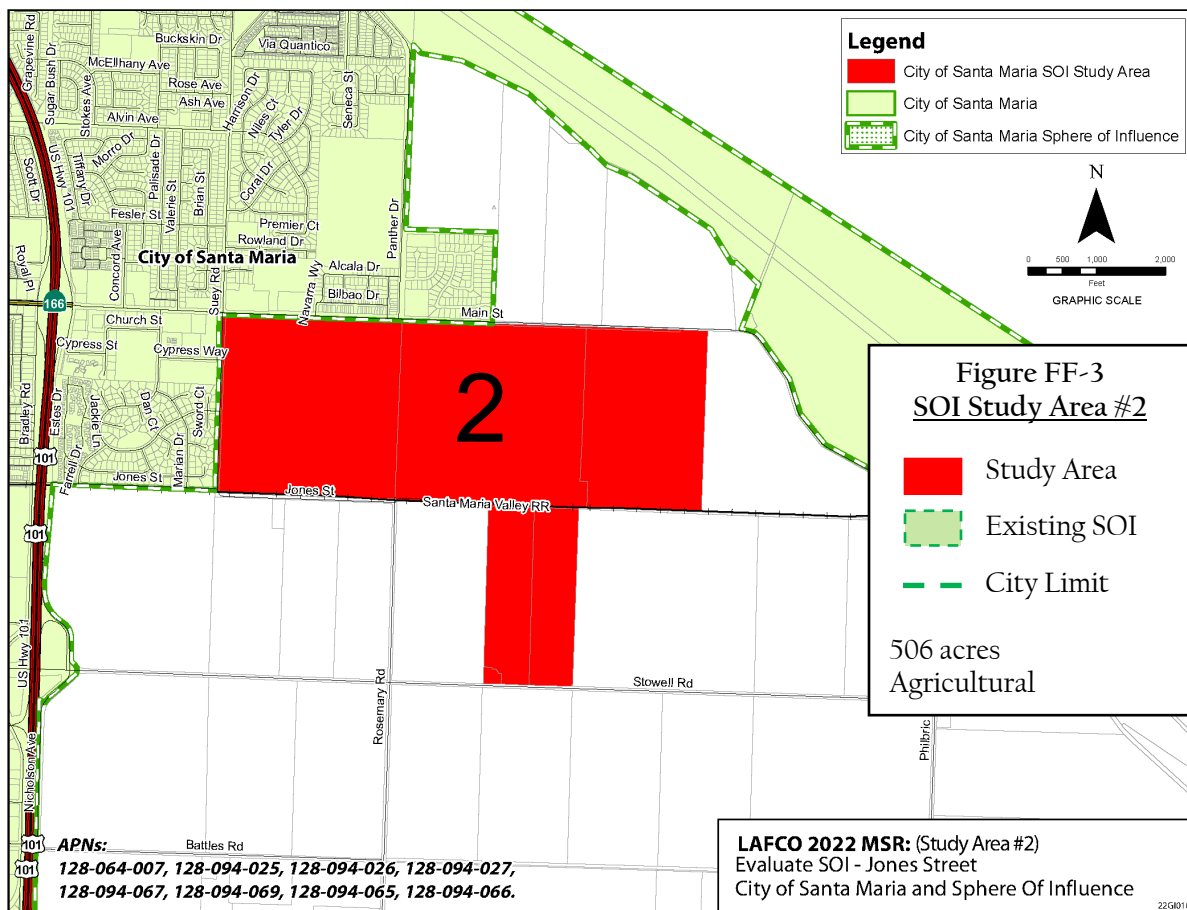 Legend
City of Santa Maria SOI Study Area
City of Santa Maria
City of Santa Maria Sphere of Influence
N
0 500 1,000 2,000
Feet
GRAPHIC SCALE
Grapevine Rd
Sugar Bush Dr
Stokes Ave
Buckskin Dr
McElhany Ave
Rose Ave
Ash Ave
Alvin Ave
Via Quantico
Harrison Dr
Niles Ct
Tyler Dr
Coral Dr
Seneca St
US Hwy 101
Scott Dr
Tiffany Dr
Morro Dr
Palisade Dr
Valerie St
Brian St
Fesler St
Premier Ct
Rowland Dr
Panther Dr
Royal Pl
Concord Ave
City of Santa Maria
Suey Rd
Navarra Wy
Alcala Dr
Bilbao Dr
166
Main St
Church St
Cypress St
Cypress Way
Bradley Rd
Estes Dr
Jackie Ln
Dan Ct
Marian Dr
Sword Ct
Farrell Dr
Jones St
101
2
Jones St
Santa Maria Valley RR
101
US Hwy 101
Rosemary Rd
Stowell Rd
Philbric
Nicholson Ave
101
101
Battles Rd
Figure FF-3
SOI Study Area #2
Study Area
Existing SOI
City Limit
506 acres
Agricultural
APNs:
128-064-007, 128-094-025, 128-094-026, 128-094-027,
128-094-067, 128-094-069, 128-094-065, 128-094-066.
LAFCO 2022 MSR: (Study Area #2)
Evaluate SOI - Jones Street
City of Santa Maria and Sphere Of Influence